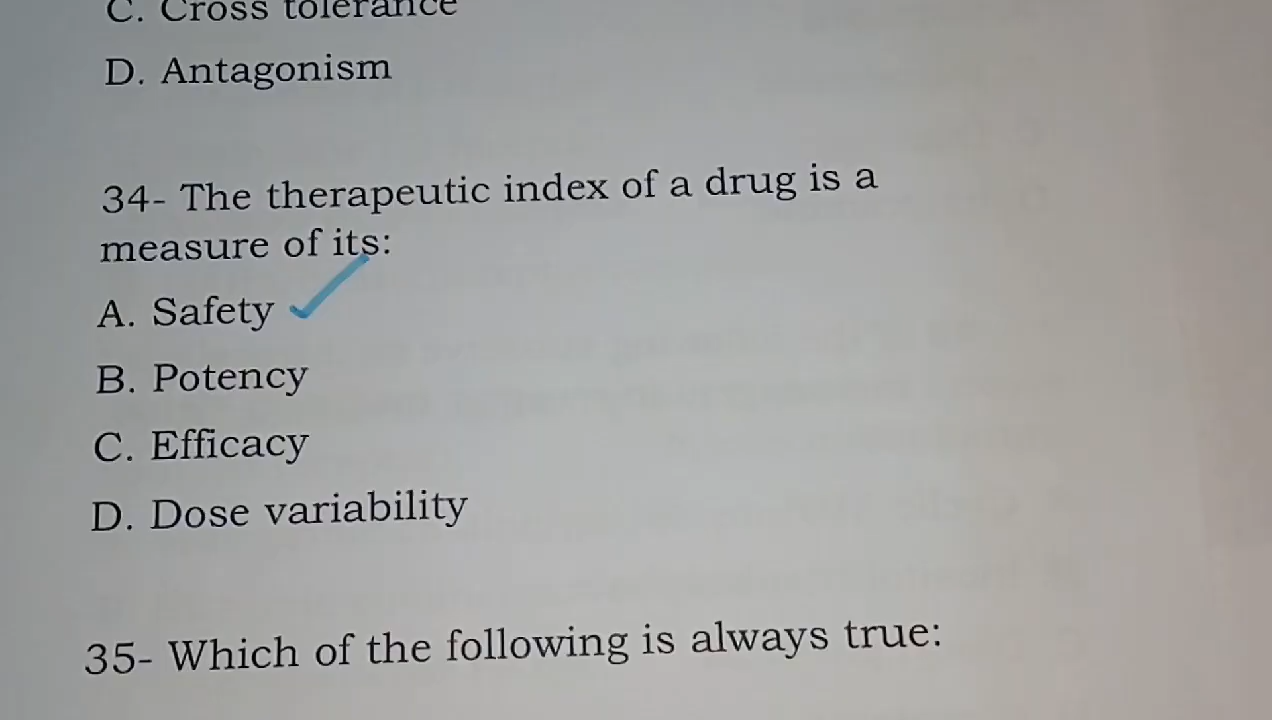 C. Cross tolerance
D. Antagonism
34- The therapeutic index of a drug is a
measure of its:
A. Safety
B. Potency
C. Efficacy
D. Dose variability
35- Which of the following is always true: